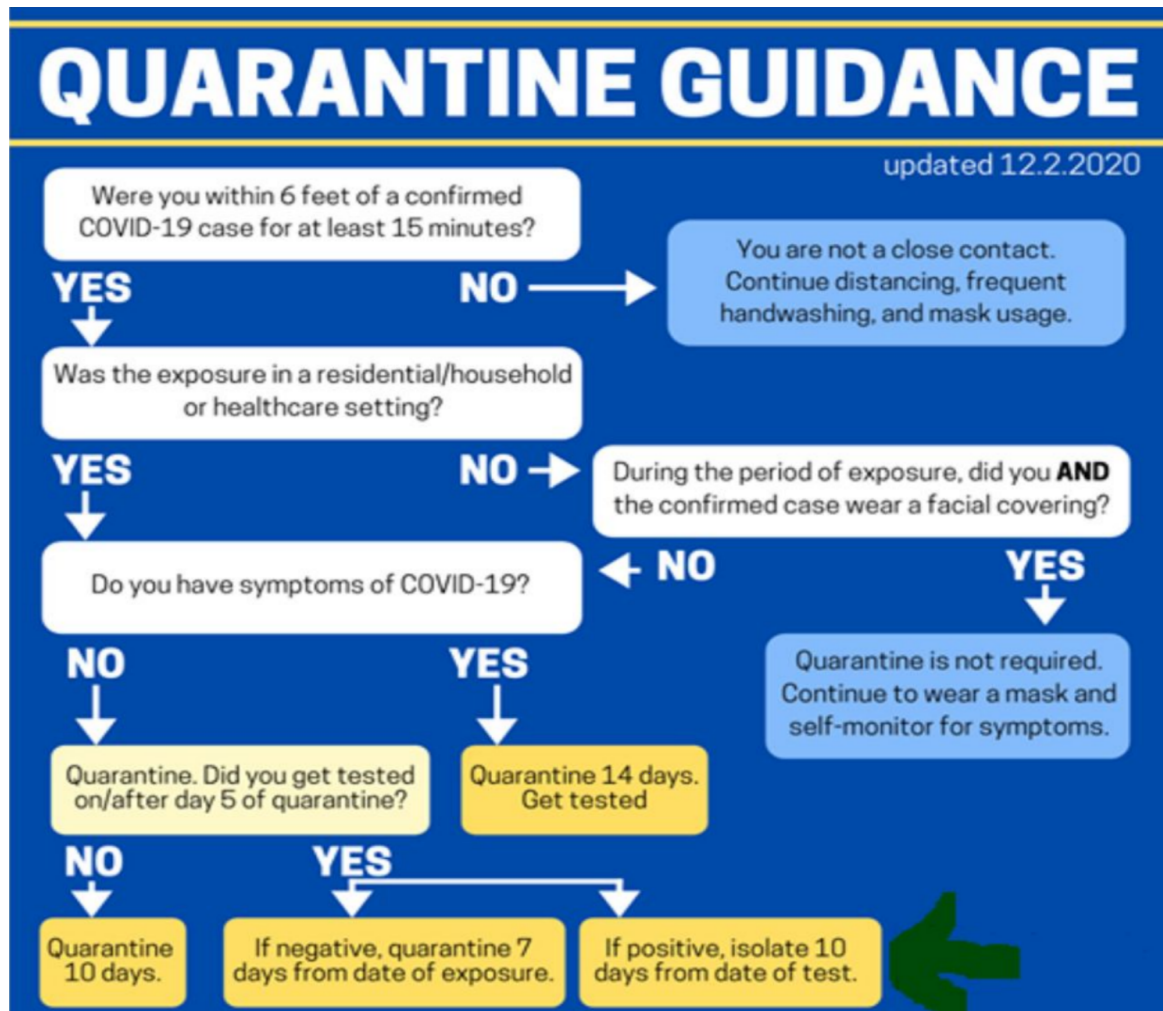 QUARANTINE GUIDANCE
updated 12.2.2020
Were you within 6 feet of a confirmed
COVID-19 case for at least 15 minutes?
YES
NO
You are not a close contact.
Continue distancing, frequent
handwashing, and mask usage.
Was the exposure in a residential/household
or healthcare setting?
YES
NO
During the period of exposure, did you AND
the confirmed case wear a facial covering?
NO
YES
Do you have symptoms of COVID-19?
Quarantine is not required.
Continue to wear a mask and
self-monitor for symptoms.
NO
YES
Quarantine. Did you get tested
on/after day 5 of quarantine?
Quarantine 14 days.
Get tested
NO
YES
Quarantine
10 days.
If negative, quarantine 7
days from date of exposure.
If positive, isolate 10
days from date of test.